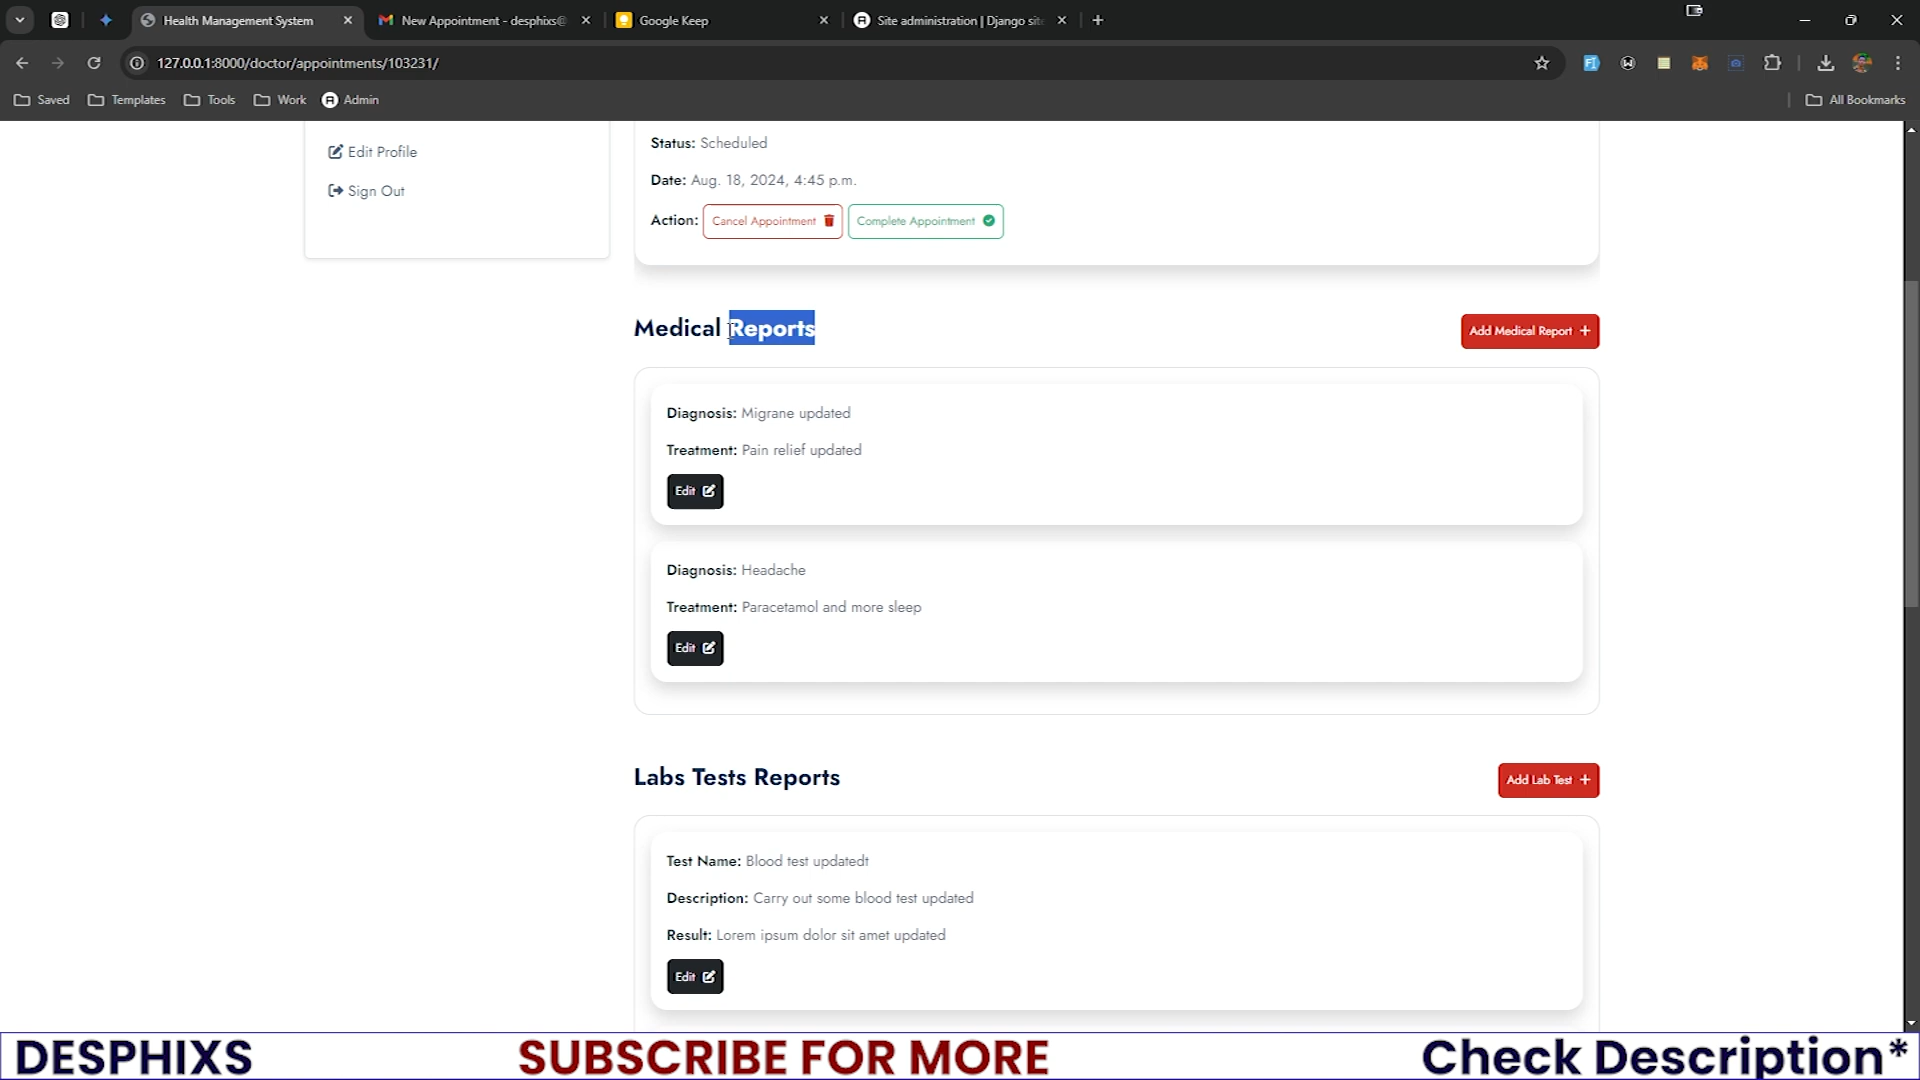 Health Management System
New Appointment - desphixs@
Google Keep
Site administration | Django site
127.0.0.1:8000/doctor/appointments/103231/
Saved
Templates
Tools
Work
Admin
All Bookmarks
Edit Profile
Sign Out
Status: Scheduled
Date: Aug. 18, 2024, 4:45 p.m.
Action: Cancel Appointment Complete Appointment
Medical Reports
Add Medical Report +
Diagnosis: Migrane updated
Treatment: Pain relief updated
Edit
Diagnosis: Headache
Treatment: Paracetamol and more sleep
Edit
Labs Tests Reports
Add Lab Test +
Test Name: Blood test updatedt
Description: Carry out some blood test updated
Result: Lorem ipsum dolor sit amet updated
Edit
DESPHIXS
SUBSCRIBE FOR MORE
Check Description*